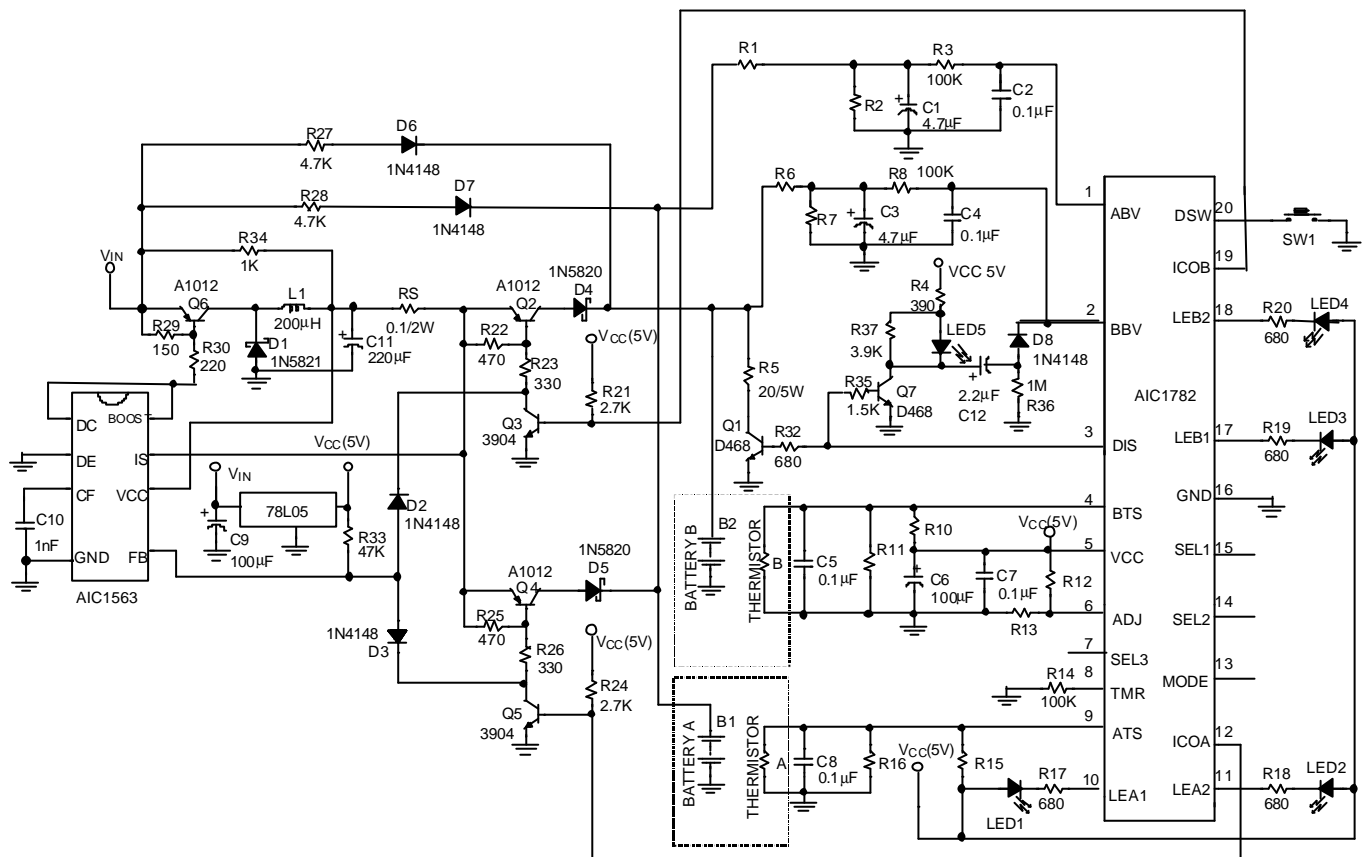 R1
R3
100K
R2
C1
4.7µF
C2
0.1µF
D6
R27
4.7K
1N4148
D7
R28
4.7K
1N4148
R34
1K
VIN
A1012
Q6
L1
200µH
R29
150
R30
220
D1
1N5821
C11
220µF
RS
0.1/2W
A1012
Q2
1N5820
D4
R22
470
R23
330
VCC(5V)
R21
2.7K
Q3
3904
R6
R8
100K
R7
C3
4.7µF
C4
0.1µF
VCC 5V
R4
390
R37
3.9K
LED5
D8
1N4148
R5
20/5W
R35
1.5K
Q7
D468
2.2µF
C12
1M
R36
Q1
D468
R32
680
DC
BOOST
DE
IS
CF
VCC
GND
FB
AIC1563
C10
1nF
VIN
VCC(5V)
78L05
C9
100µF
R33
47K
D2
1N4148
1N4148
D3
A1012
Q4
1N5820
D5
R25
470
R26
330
VCC(5V)
R24
2.7K
Q5
3904
BATTERY B
B2
THERMISTOR
B
C5
0.1µF
R11
R10
C6
100µF
C7
0.1µF
VCC(5V)
R12
R13
BATTERY A
B1
THERMISTOR
A
C8
0.1µF
R16
VCC(5V)
R15
R14
100K
LED1
R17
680
1
ABV
2
BBV
AIC1782
3
DIS
4
BTS
5
VCC
6
ADJ
7
SEL3
8
TMR
9
ATS
10
LEA1
DSW
20
SW1
ICOB
19
LEB2
18
R20
680
LED4
LEB1
17
R19
680
LED3
GND
16
SEL1
15
SEL2
14
MODE
13
ICOA
12
LEA2
11
R18
680
LED2